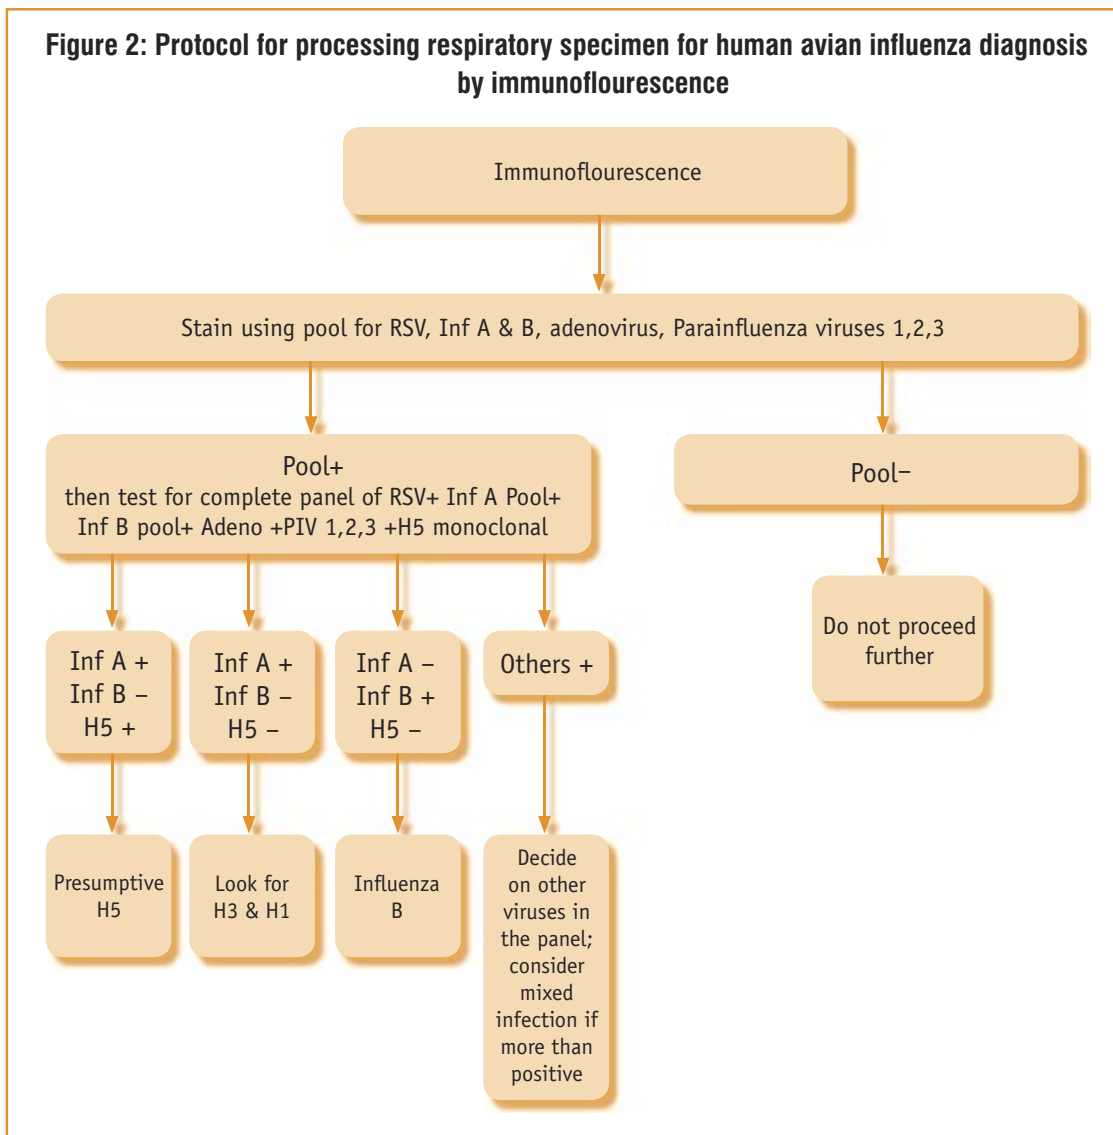 Figure 2: Protocol for processing respiratory specimen for human avian influenza diagnosis
by immunoflourescence
Immunoflourescence
Stain using pool for RSV, Inf A & B, adenovirus, Parainfluenza viruses 1,2,3
Pool+
then test for complete panel of RSV+ Inf A Pool+
Inf B pool+ Adeno +PIV 1,2,3 +H5 monoclonal
Pool–
Do not proceed
further
Inf A +
Inf B –
H5 +
Inf A +
Inf B –
H5 –
Inf A –
Inf B +
H5 –
Others +
Presumptive
H5
Look for
H3 & H1
Influenza
B
Decide
on other
viruses in
the panel;
consider
mixed
infection if
more than
positive